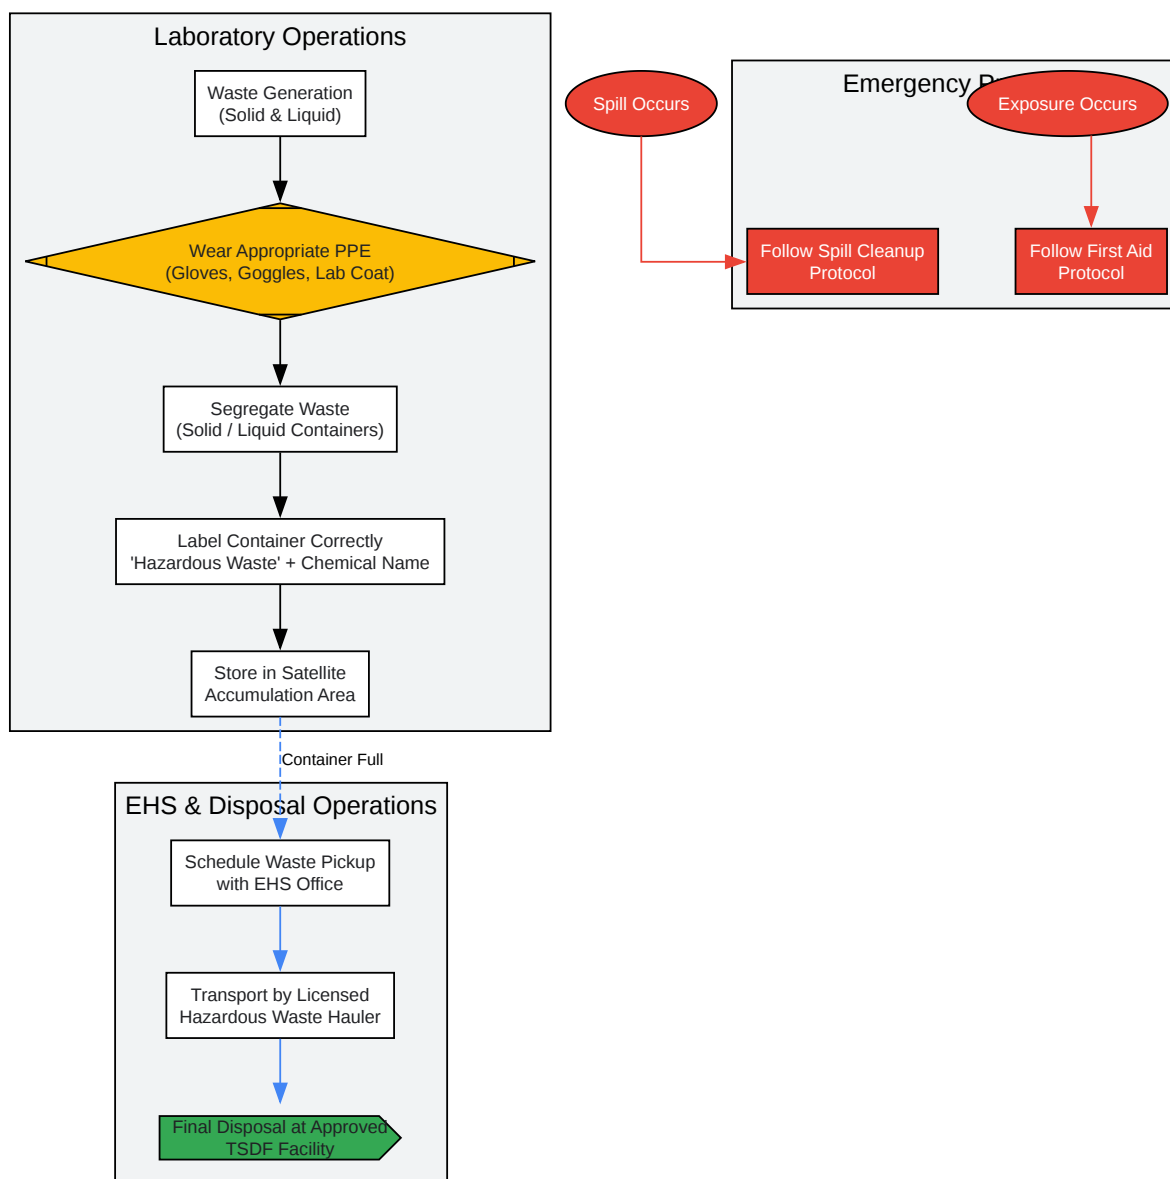 Laboratory Operations
Waste Generation
(Solid & Liquid)
Wear Appropriate PPE
(Gloves, Goggles, Lab Coat)
Segregate Waste
(Solid / Liquid Containers)
Label Container Correctly
'Hazardous Waste' + Chemical Name
Store in Satellite
Accumulation Area
Container Full
EHS & Disposal Operations
Schedule Waste Pickup
with EHS Office
Transport by Licensed
Hazardous Waste Hauler
Final Disposal at Approved
TSDF Facility
Spill Occurs
Emergency
Exposure Occurs
Follow Spill Cleanup
Protocol
Follow First Aid
Protocol